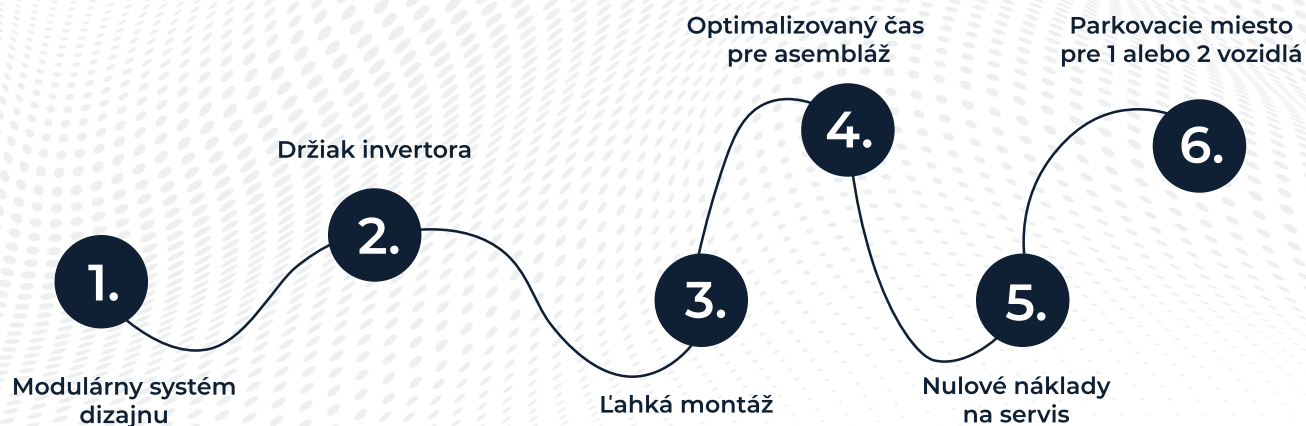 1.
Modulárny systém
dizajnu
2.
Držiak invertora
3.
Ľahká montáž
4.
Optimalizovaný čas
pre asembláž
5.
Nulové náklady
na servis
6.
Parkovacie miesto
pre 1 alebo 2 vozidlá